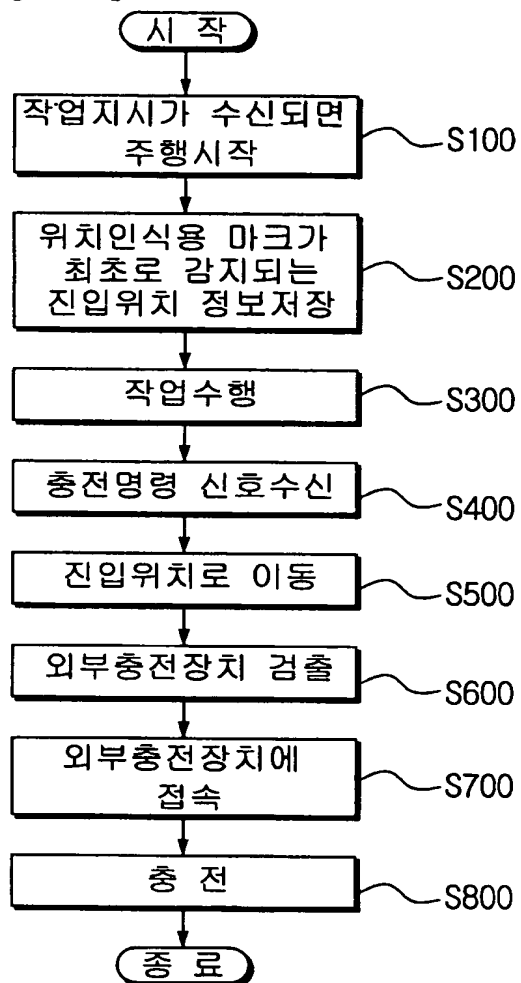 시 작
작업지시가 수신되면
주행시작
S100
위치인식용 마크가
최초로 감지되는
진입위치 정보저장
S200
작업수행
S300
충전명령 신호수신
S400
진입위치로 이동
S500
외부충전장치 검출
S600
외부충전장치에
접속
S700
충 전
S800
종 료